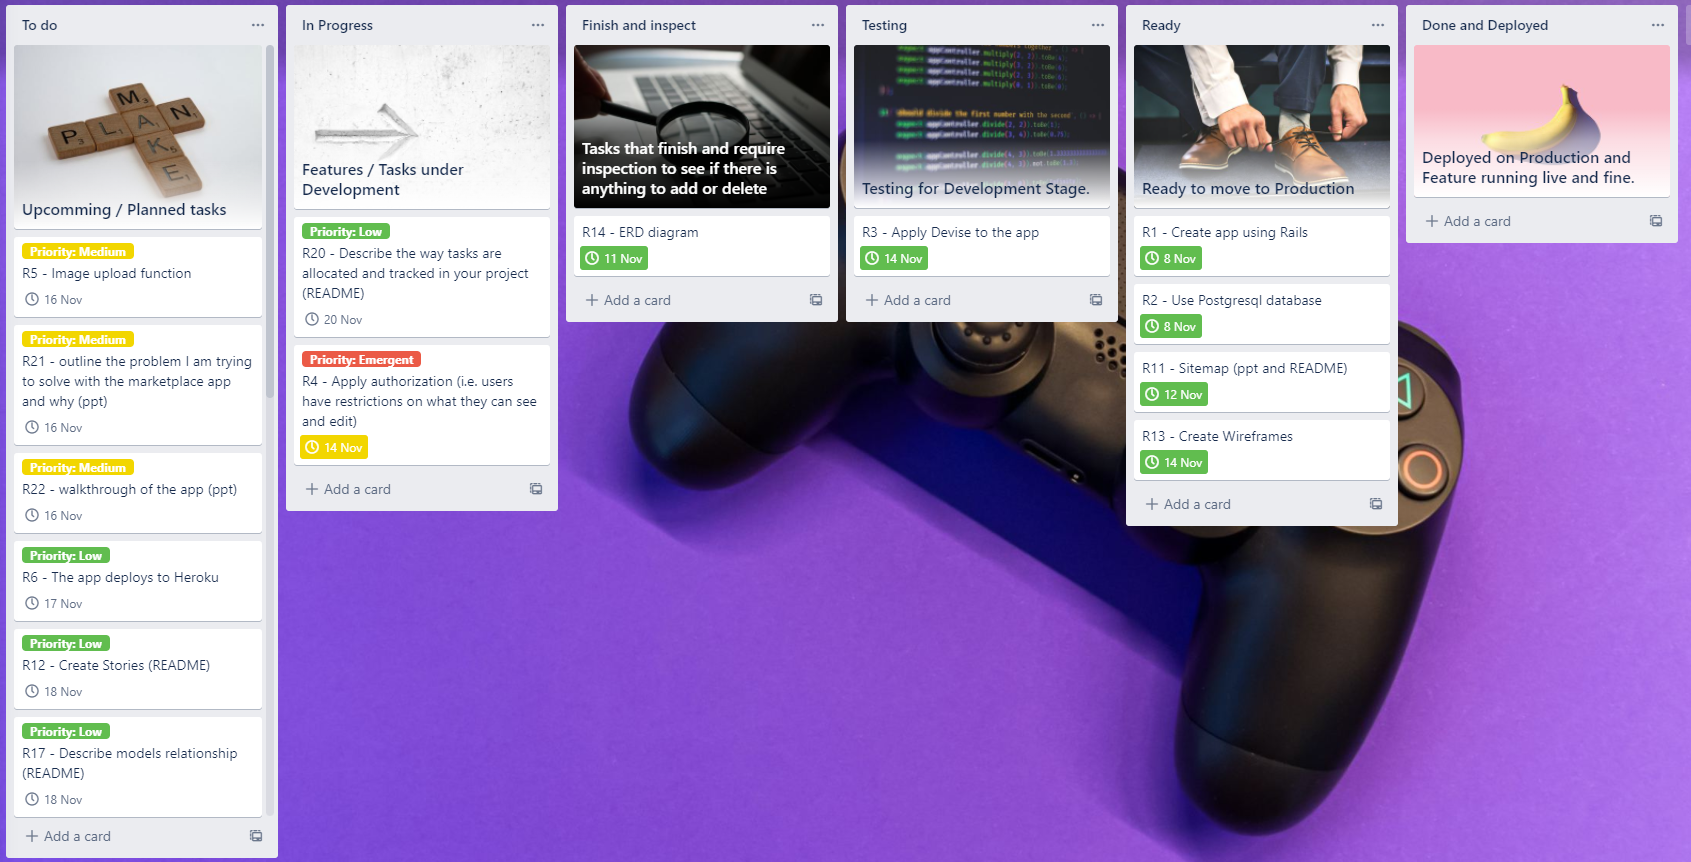 To do
M
P L A N
K
E
Upcomming / Planned tasks
Priority: Medium
R5 - Image upload function
16 Nov
Priority: Medium
R21 - outline the problem I am trying
to solve with the marketplace app
and why (ppt)
16 Nov
Priority: Medium
R22 - walkthrough of the app (ppt)
16 Nov
Priority: Low
R6 - The app deploys to Heroku
17 Nov
Priority: Low
R12 - Create Stories (README)
18 Nov
Priority: Low
R17 - Describe models relationship
(README)
18 Nov
Add a card
In Progress
Features / Tasks under
Development
Priority: Low
R20 - Describe the way tasks are
allocated and tracked in your project
(README)
20 Nov
Priority: Emergent
R4 - Apply authorization (i.e. users
have restrictions on what they can see
and edit)
14 Nov
Add a card
Finish and inspect
Tasks that finish and require
inspection to see if there is
anything to add or delete
R14 - ERD diagram
11 Nov
Add a card
Testing
should divide the first number with the second
Testing for Development Stage.
R3 - Apply Devise to the app
14 Nov
Add a card
Ready
Ready to move to Production
R1 - Create app using Rails
8 Nov
R2 - Use Postgresql database
8 Nov
R11 - Sitemap (ppt and README)
12 Nov
R13 - Create Wireframes
14 Nov
Add a card
Done and Deployed
Deployed on Production and
Feature running live and fine.
Add a card